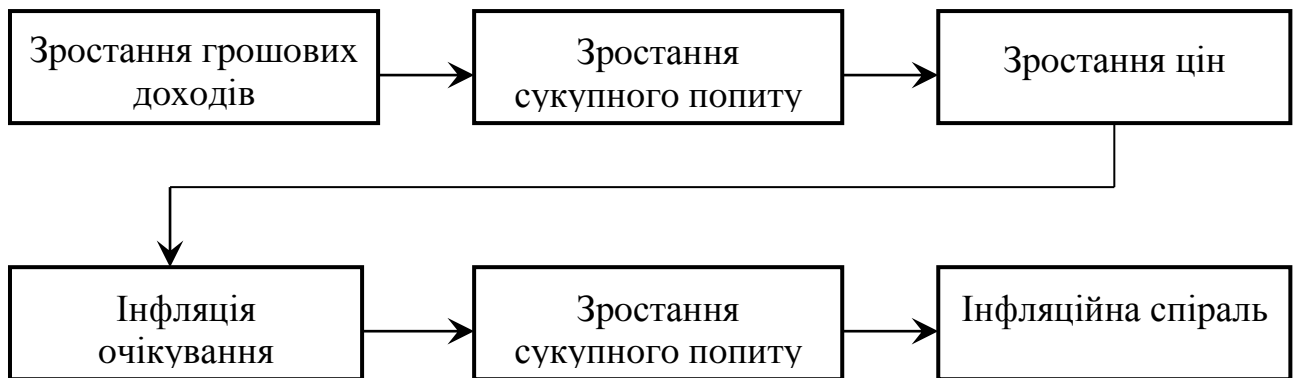 Зростання грошових
доходів
Зростання
сукупного попиту
Зростання цін
Інфляція
очікування
Зростання
сукупного попиту
Інфляційна спіраль